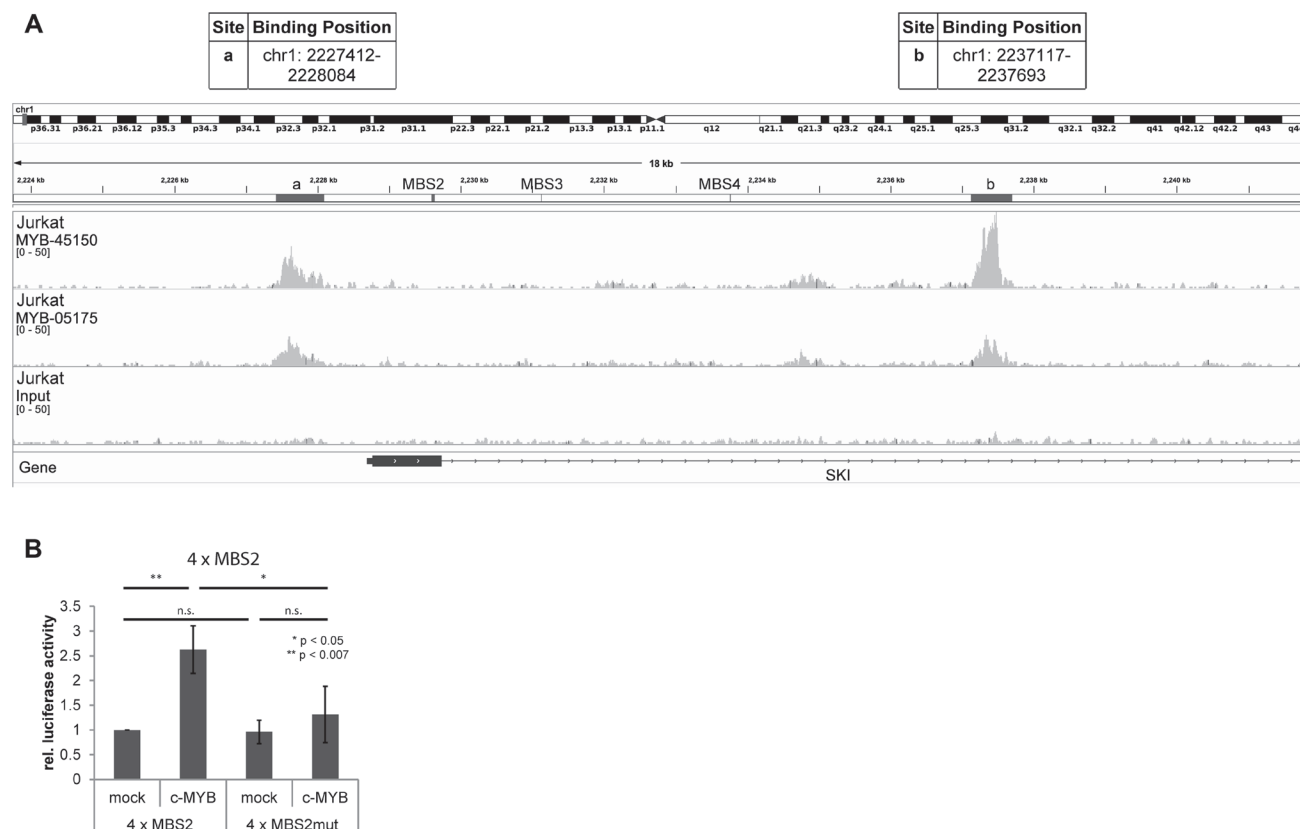 A
Site Binding Position
a chr1: 2227412-
2228084
Site Binding Position
b chr1: 2237117-
2237693
chr1
p36.31 p36.21 p36.12 p35.3 p34.3 p34.1 p32.3 p32.1 p31.2 p31.1 p22.3 p22.1 p21.2 p13.3 p13.1 p11.1 q12 q21.1 q21.3 q23.2 q24.1 q25.1 q25.3 q31.2 q32.1 q32.2 q41 q42.12 q42.2 q43
18 kb
2,224 kb 2,226 kb a 2,228 kb MBS2 2,230 kb MBS3 2,232 kb MBS4 2,234 kb 2,236 kb b 2,238 kb 2,240 kb
Jurkat
MYB-45150
[0 - 50]
Jurkat
MYB-05175
[0 - 50]
Jurkat
Input
[0 - 50]
Gene
SKI
B
4 x MBS2
** *
n.s. n.s.
* p < 0.05
** p < 0.007
rel. luciferase activity
3.5
3
2.5
2
1.5
1
0.5
0
mock c-MYB mock c-MYB
4 x MBS2 4 x MBS2mut